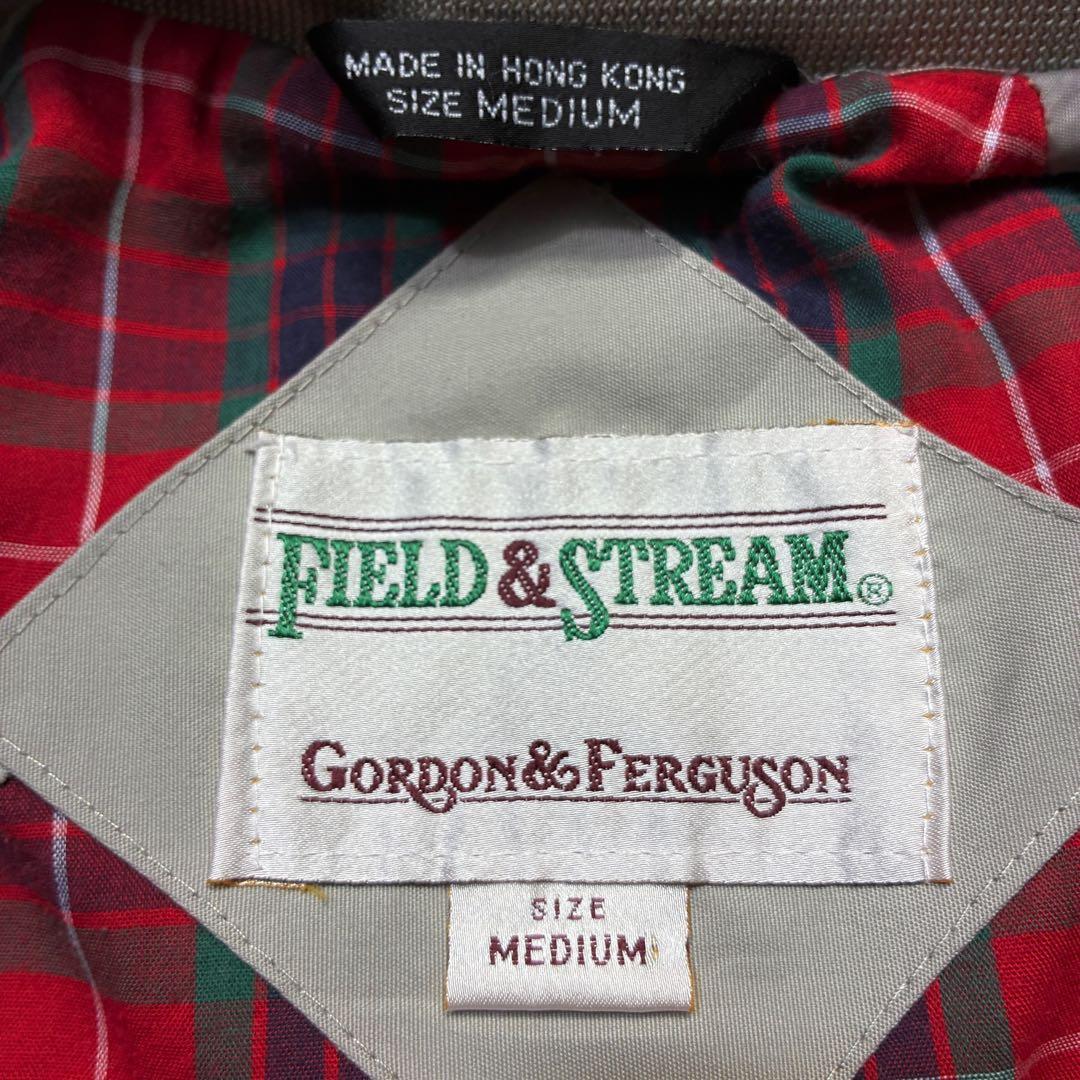 MADE IN HONG KONG
SIZE MEDIUM
FIELD & STREAM®
GORDON & FERGUSON
SIZE
MEDIUM